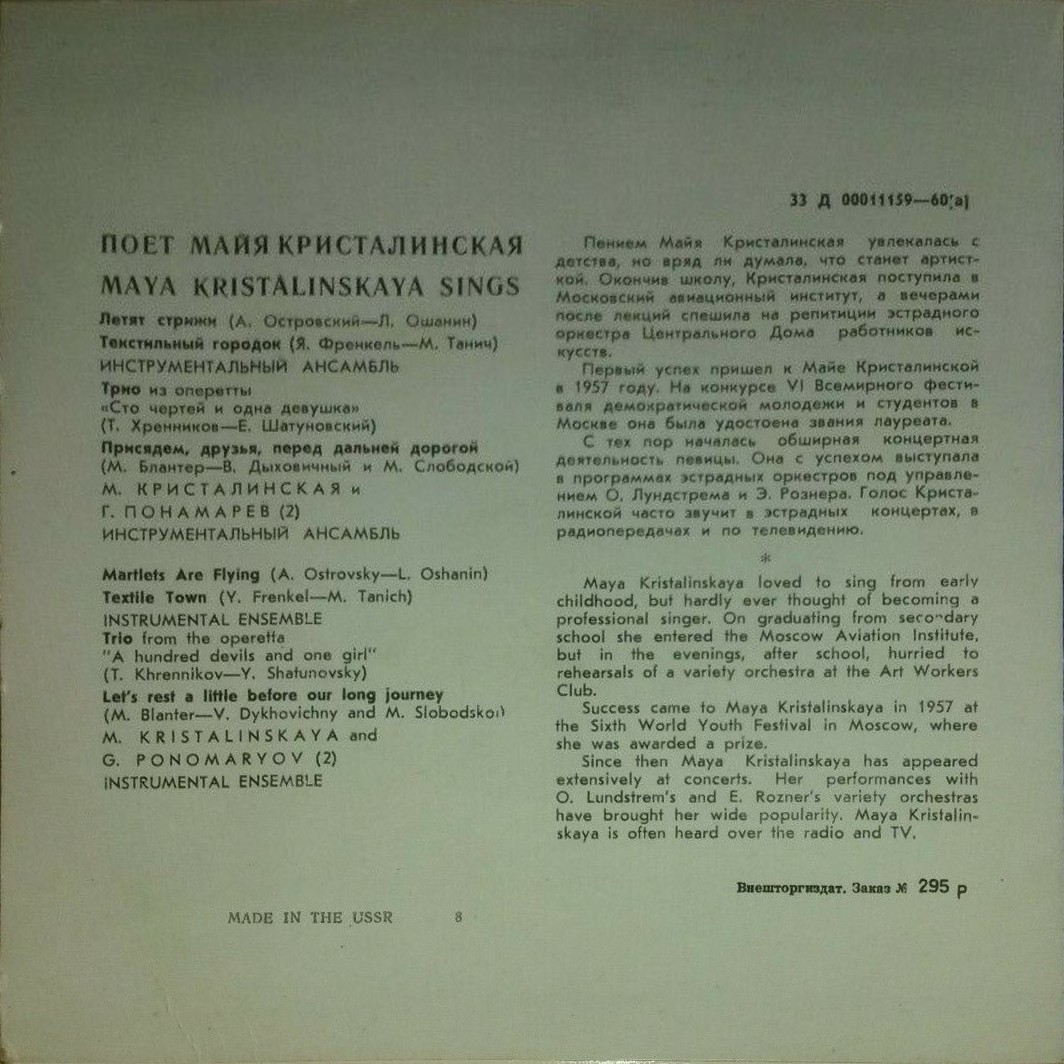 33 Д 00011159—60(а)
ПОЕТ МАЙЯ КРИСТАЛИНСКАЯ
MAYA KRISTALINSKAYA SINGS
Летят стрижи (А. Островский—Л. Ошанин)
Текстильный городок (Я. Френкель—М. Танич)
ИНСТРУМЕНТАЛЬНЫЙ АНСАМБЛЬ
Трио из оперетты
«Сто чертей и одна девушка»
(Т. Хренников—Е. Шатуновский)
Присядем, друзья, перед дальней дорогой
(М. Блантер—В. Дыховичный и М. Слободской)
М. КРИСТАЛИНСКАЯ и
Г. ПОНАМАРЕВ (2)
ИНСТРУМЕНТАЛЬНЫЙ АНСАМБЛЬ
Martlets Are Flying (A. Ostrovsky—L. Oshanin)
Textile Town (Y. Frenkel—M. Tanich)
INSTRUMENTAL ENSEMBLE
Trio from the operetta
"A hundred devils and one girl"
(T. Khrennikov—Y. Shatunovsky)
Let's rest a little before our long journey
(M. Blanter—V. Dykhovichny and M. Slobodskoi)
M. KRISTALINSKAYA and
G. PONOMARYOV (2)
INSTRUMENTAL ENSEMBLE
Пением Майя Кристалинская увлекалась с
детства, но вряд ли думала, что станет артист-
кой. Окончив школу, Кристалинская поступила в
Московский авиационный институт, а вечерами
после лекций спешила на репитиции эстрадного
оркестра Центрального Дома работников ис-
кусств.
Первый успех пришел к Майе Кристалинской
в 1957 году. На конкурсе VI Всемирного фести-
валя демократической молодежи и студентов в
Москве она была удостоена звания лауреата.
С тех пор началась обширная концертная
деятельность певицы. Она с успехом выступала
в программах эстрадных оркестров под управле-
нием О. Лундстрема и Э. Рознера. Голос Криста-
линской часто звучит в эстрадных концертах, в
радиопередачах и по телевидению.
*
Maya Kristalinskaya loved to sing from early
childhood, but hardly ever thought of becoming a
professional singer. On graduating from secondary
school she entered the Moscow Aviation Institute,
but in the evenings, after school, hurried to
rehearsals of a variety orchestra at the Art Workers
Club.
Success came to Maya Kristalinskaya in 1957 at
the Sixth World Youth Festival in Moscow, where
she was awarded a prize.
Since then Maya Kristalinskaya has appeared
extensively at concerts. Her performances with
O. Lundstrem's and E. Rozner's variety orchestras
have brought her wide popularity. Maya Kristalin-
skaya is often heard over the radio and TV.
Внешторгиздат. Заказ № 295 р
MADE IN THE USSR 8